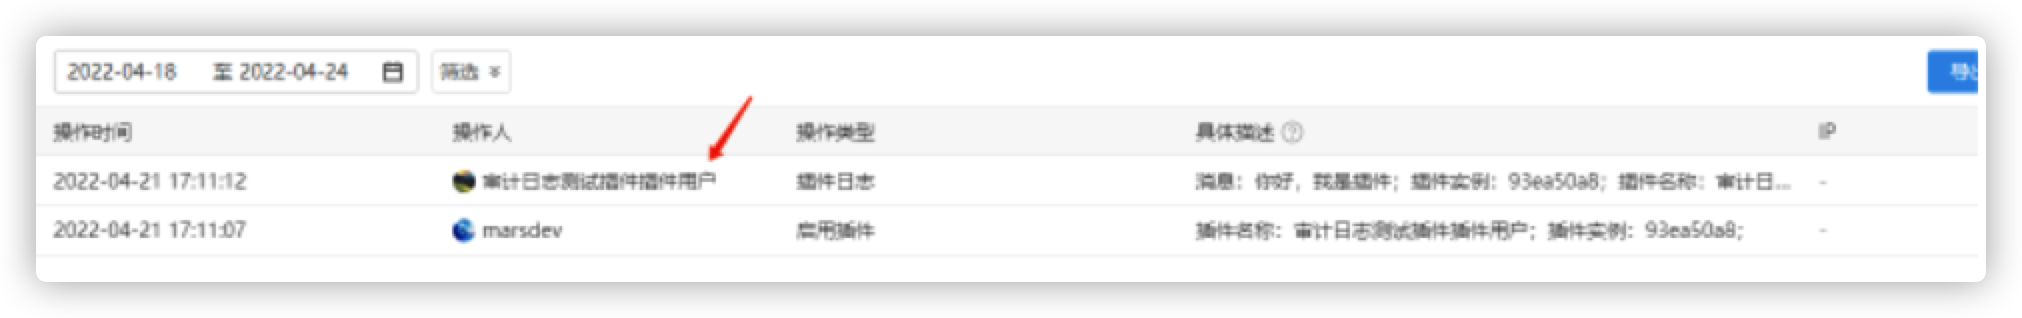 2022-04-18 至 2022-04-24 筛选 导出
操作时间 操作人 操作类型 具体描述 ? IP
2022-04-21 17:11:12 审计日志测试插件插件用户 插件日志 消息：你好，我是插件；插件实例：93ea50a8；插件名称：审计日... -
2022-04-21 17:11:07 marsdev 启用插件 插件名称：审计日志测试插件插件用户；插件实例：93ea50a8； -